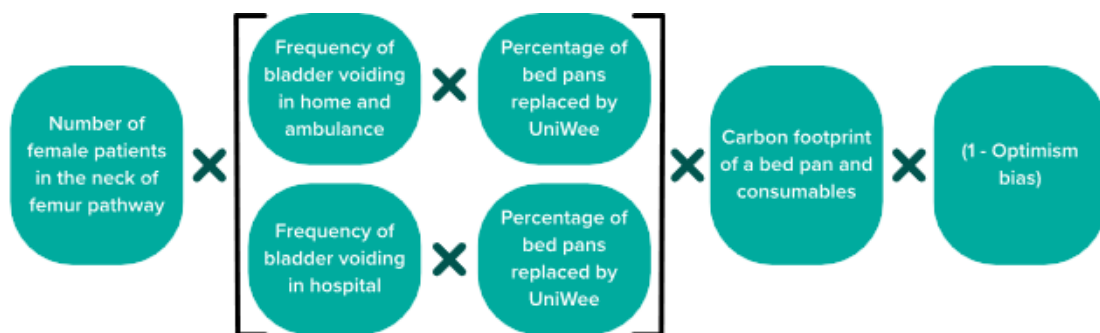 Number of
female patients
in the neck of
femur pathway
Frequency of
bladder voiding
in home and
ambulance
Percentage of
bed pans
replaced by
UniWee
Frequency of
bladder voiding
in hospital
Percentage of
bed pans
replaced by
UniWee
Carbon footprint
of a bed pan and
consumables
(1 - Optimism
bias)